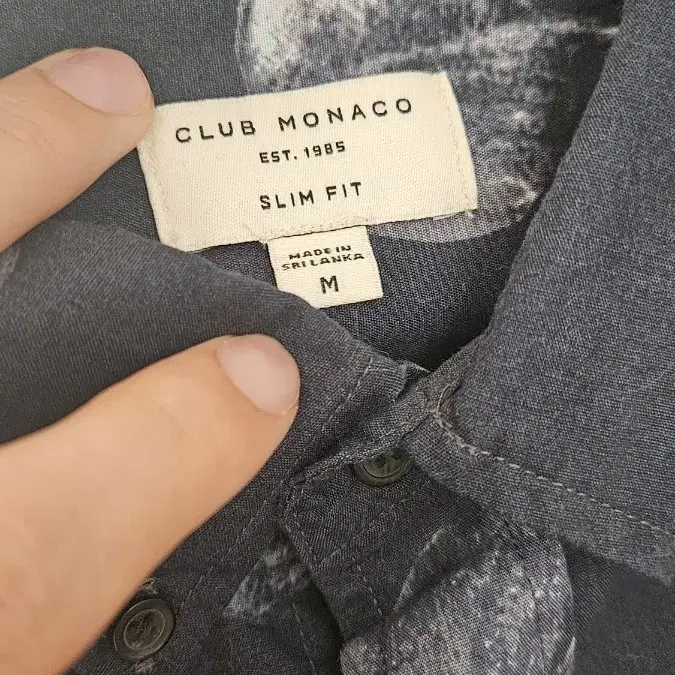 CLUB MONACO
EST. 1985
SLIM FIT
MADE IN
SRI LANKA
M